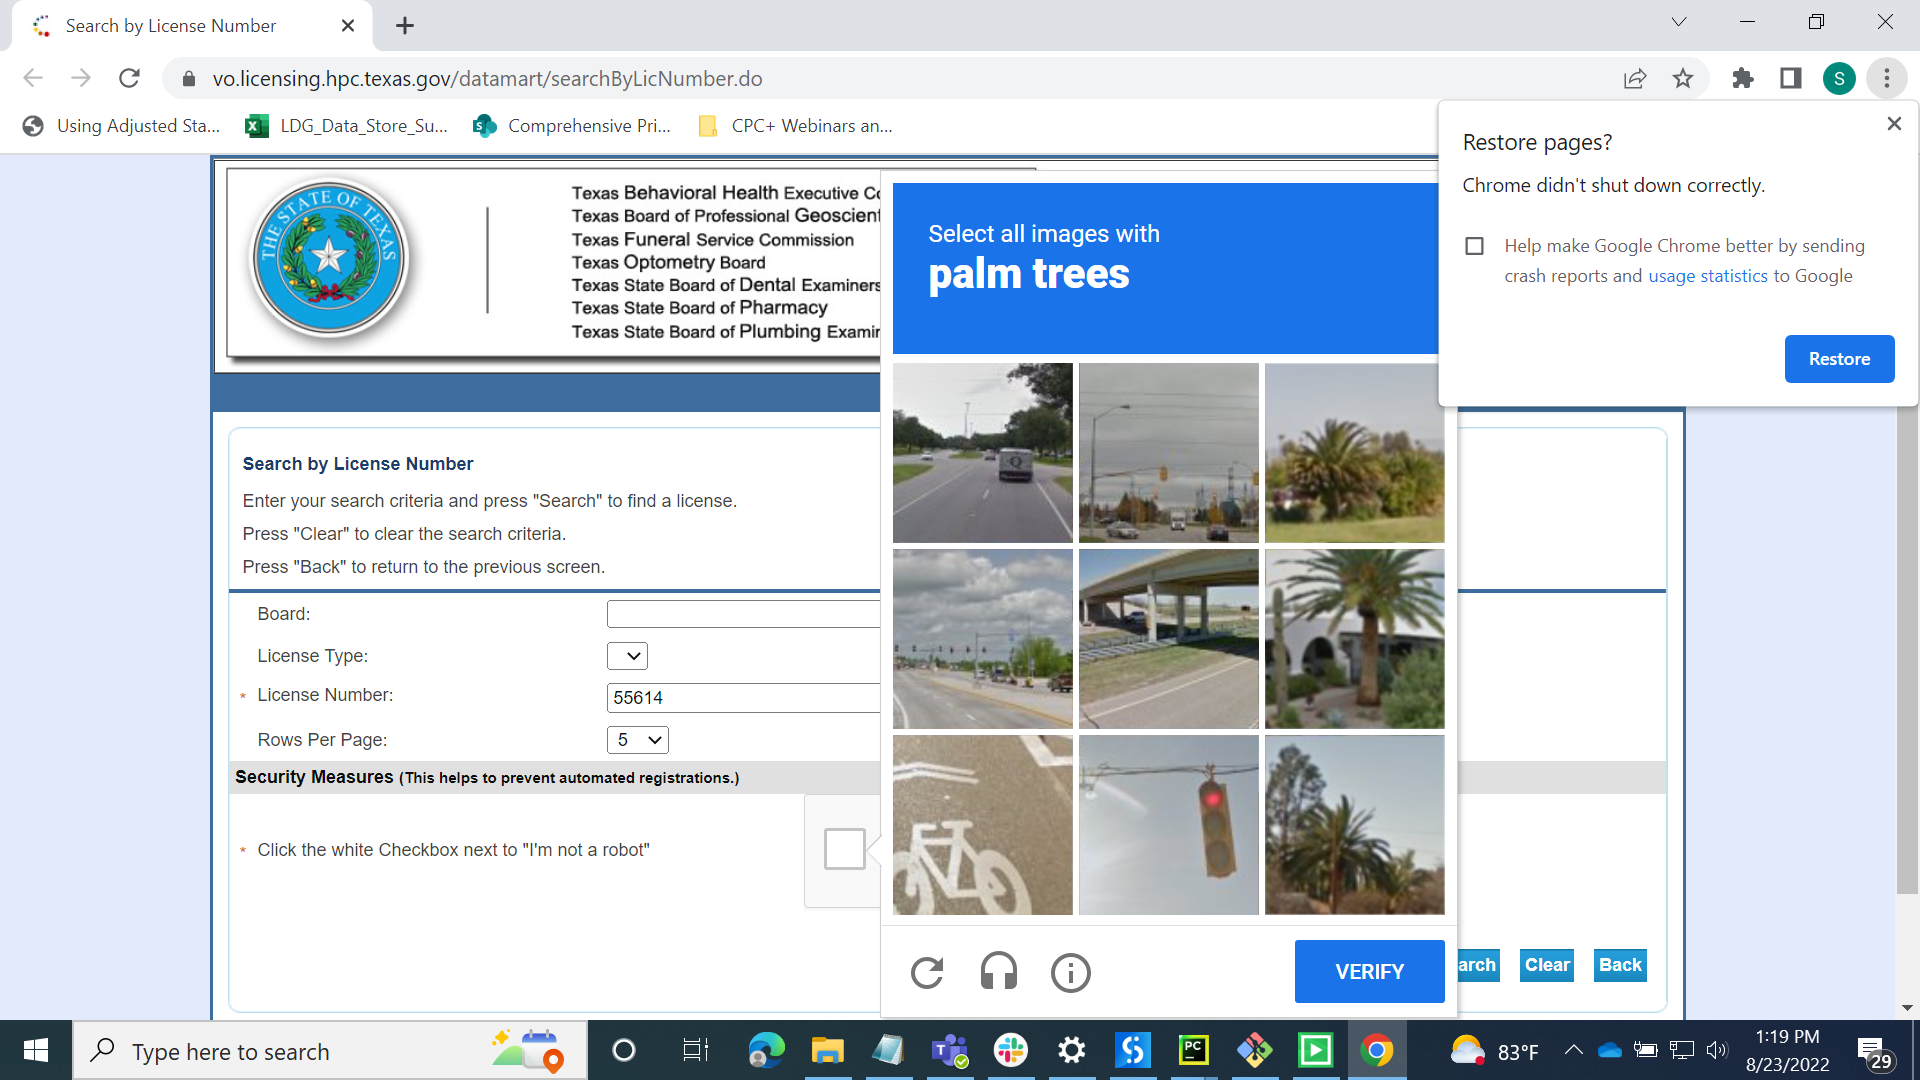 Search by License Number
vo.licensing.hpc.texas.gov/datamart/searchByLicNumber.do
S
Using Adjusted Sta...
LDG_Data_Store_Su...
Comprehensive Pri...
CPC+ Webinars an...
Restore pages?
Chrome didn't shut down correctly.
Help make Google Chrome better by sending
crash reports and usage statistics to Google
Restore
THE STATE OF TEXAS
Texas Behavioral Health Executive Co
Texas Board of Professional Geoscient
Texas Funeral Service Commission
Texas Optometry Board
Texas State Board of Dental Examiners
Texas State Board of Pharmacy
Texas State Board of Plumbing Examin
Select all images with
palm trees
Search by License Number
Enter your search criteria and press "Search" to find a license.
Press "Clear" to clear the search criteria.
Press "Back" to return to the previous screen.
Board:
License Type:
* License Number:
55614
Rows Per Page:
5
Security Measures (This helps to prevent automated registrations.)
* Click the white Checkbox next to "I'm not a robot"
VERIFY
arch
Clear
Back
Type here to search
PC
83°F
1:19 PM
8/23/2022
29